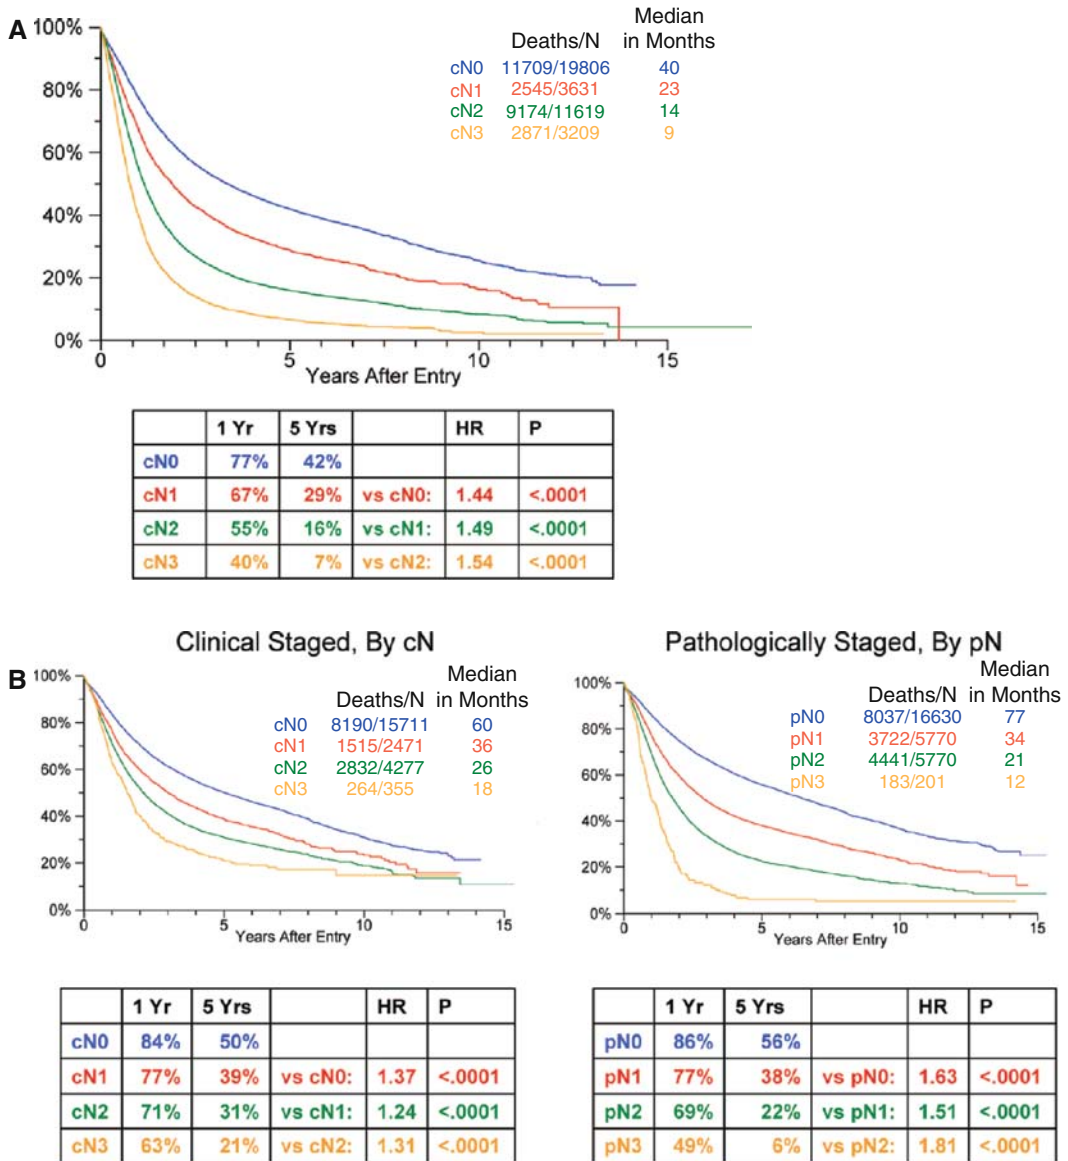 A
Median
Deaths/N in Months
cN0 11709/19806 40
cN1 2545/3631 23
cN2 9174/11619 14
cN3 2871/3209 9
100%
80%
60%
40%
20%
0%
0 5 10 15
Years After Entry
1 Yr 5 Yrs HR P
cN0 77% 42%
cN1 67% 29% vs cN0: 1.44 <.0001
cN2 55% 16% vs cN1: 1.49 <.0001
cN3 40% 7% vs cN2: 1.54 <.0001
B
Clinical Staged, By cN
Median
Deaths/N in Months
cN0 8190/15711 60
cN1 1515/2471 36
cN2 2832/4277 26
cN3 264/355 18
100%
80%
60%
40%
20%
0%
0 5 10 15
Years After Entry
1 Yr 5 Yrs HR P
cN0 84% 50%
cN1 77% 39% vs cN0: 1.37 <.0001
cN2 71% 31% vs cN1: 1.24 <.0001
cN3 63% 21% vs cN2: 1.31 <.0001
Pathologically Staged, By pN
Median
Deaths/N in Months
pN0 8037/16630 77
pN1 3722/5770 34
pN2 4441/5770 21
pN3 183/201 12
100%
80%
60%
40%
20%
0%
0 5 10 15
Years After Entry
1 Yr 5 Yrs HR P
pN0 86% 56%
pN1 77% 38% vs pN0: 1.63 <.0001
pN2 69% 22% vs pN1: 1.51 <.0001
pN3 49% 6% vs pN2: 1.81 <.0001